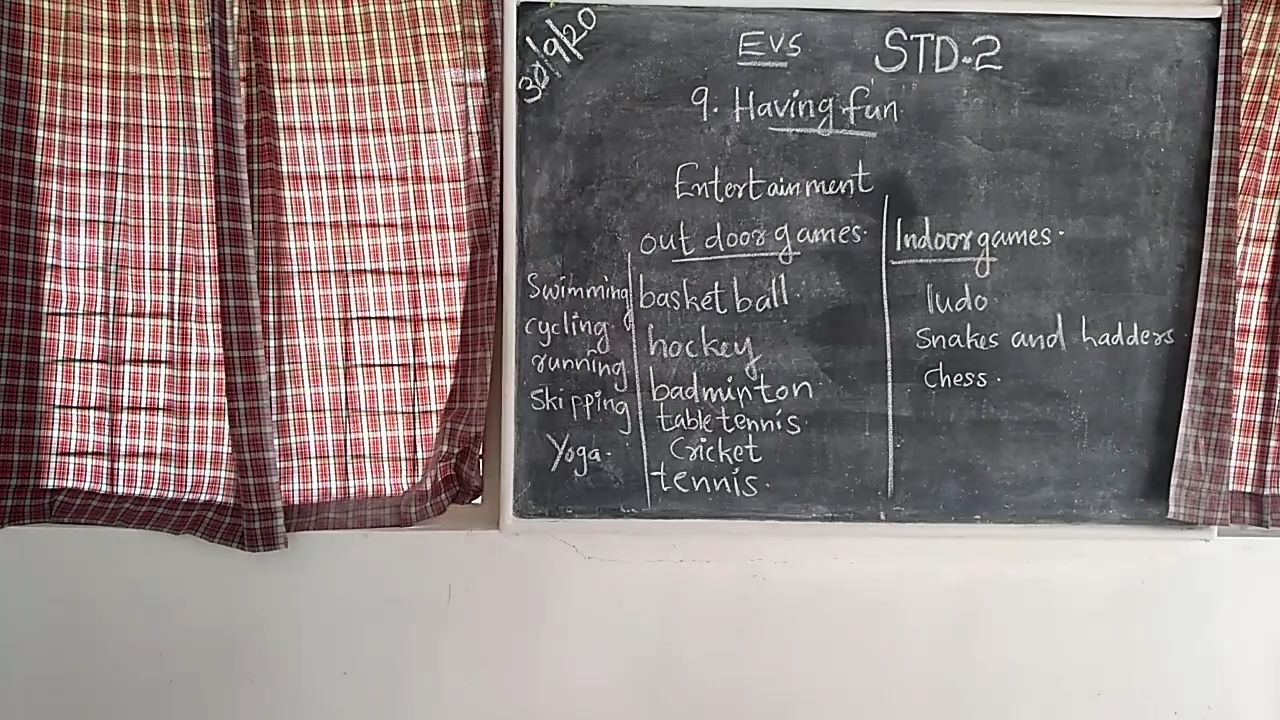 30/9/20
EVS STD.2
9. Having fun
Entertainment
out door games.
Indoor games.
Swimming
cycling
running
Skipping
Yoga.
basket ball.
hockey
badminton
table tennis
Cricket
tennis.
ludo.
Snakes and hadders.
Chess.